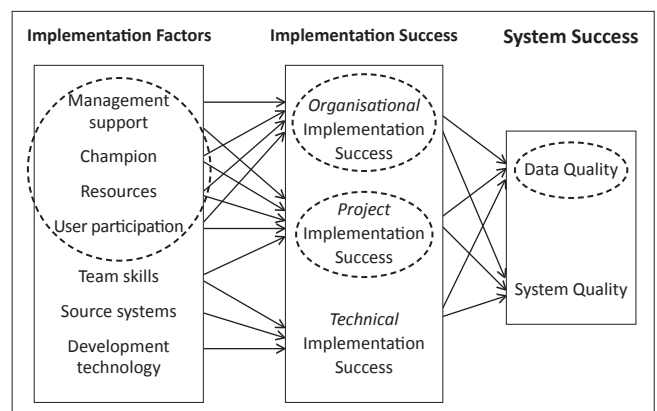 Implementation Factors
Implementation Success
System Success
Management
support
Champion
Resources
User participation
Team skills
Source systems
Development
technology
Organisational
Implementation
Success
Project
Implementation
Success
Technical
Implementation
Success
Data Quality
System Quality